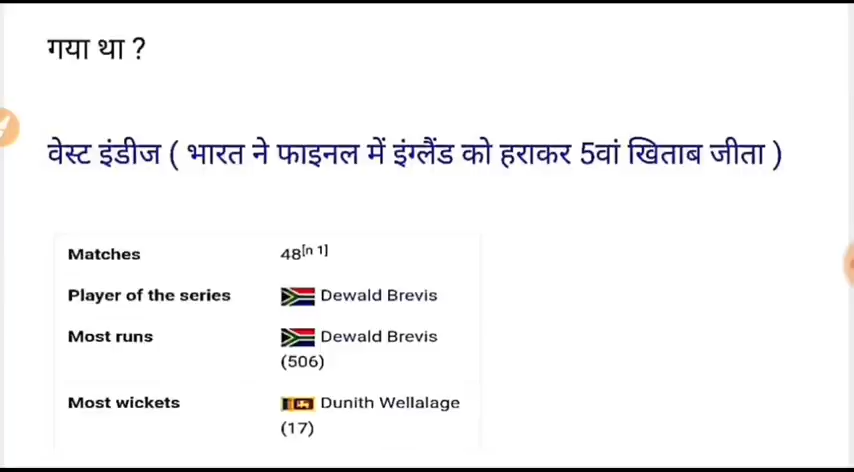 गया था ?
वेस्ट इंडीज ( भारत ने फाइनल में इंग्लैंड को हराकर 5वां खिताब जीता )
Matches 48[n 1]
Player of the series Dewald Brevis
Most runs Dewald Brevis
(506)
Most wickets Dunith Wellalage
(17)